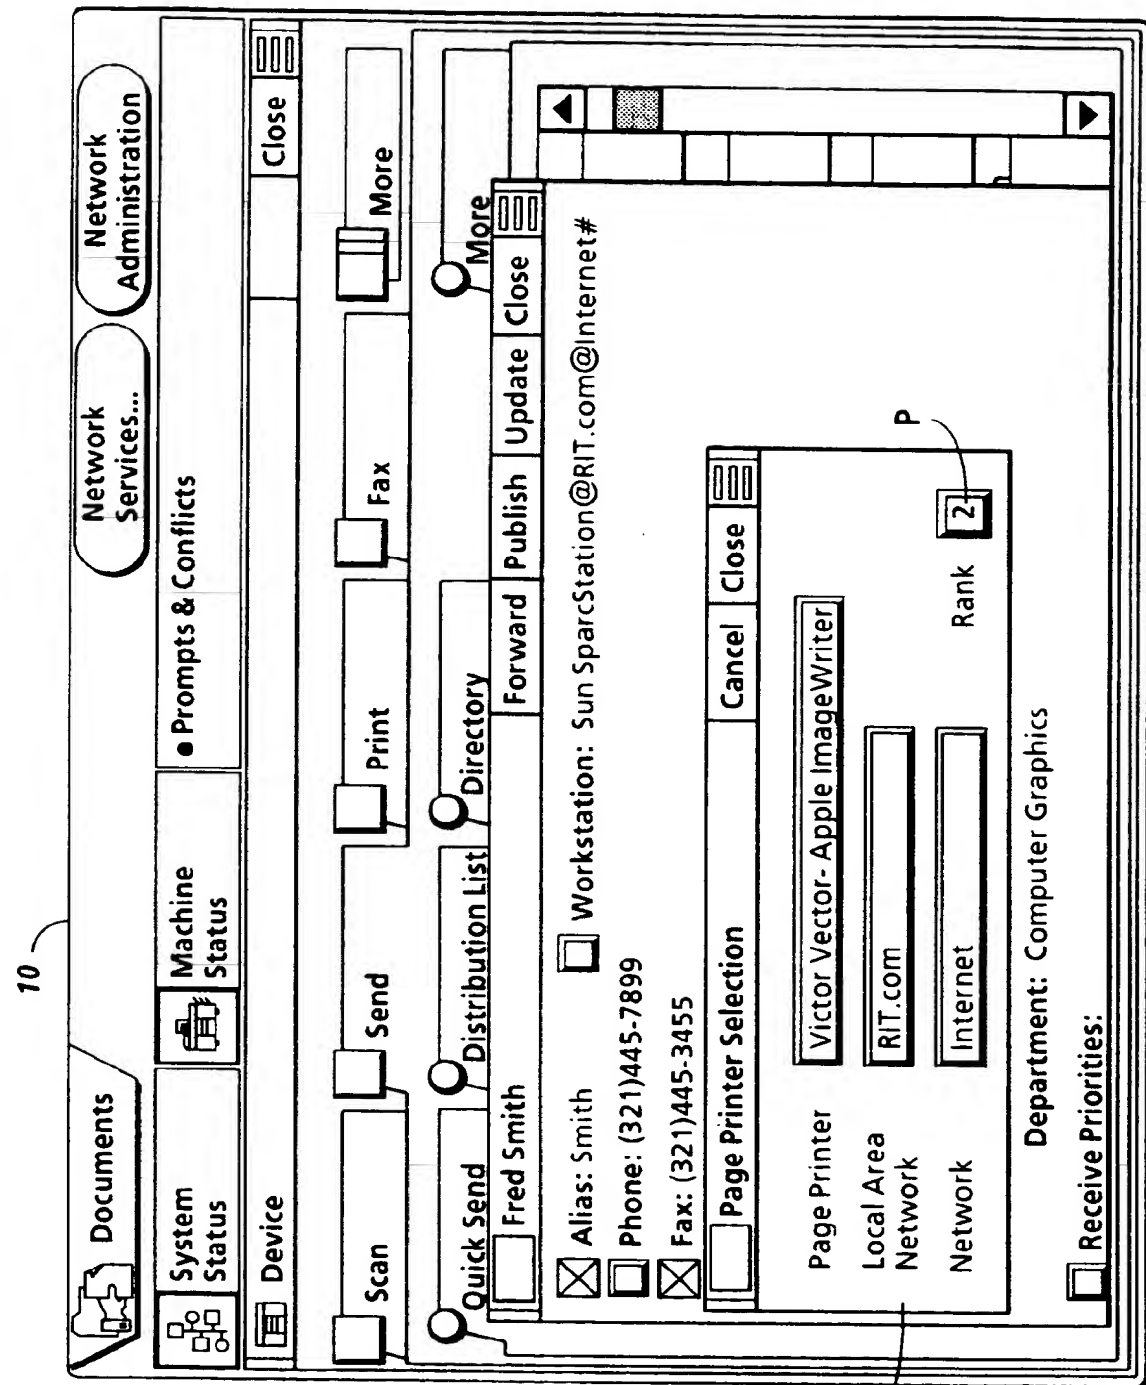 10
Documents
Network
Services...
Network
Administration
System
Status
Machine
Status
● Prompts & Conflicts
Device
Close
Scan
Send
Print
Fax
More
Quick Send
Distribution List
Directory
More
Fred Smith
Forward
Publish
Update
Close
Alias: Smith
Workstation: Sun SparcStation@RIT.com@Internet#
Phone: (321)445-7899
Fax: (321)445-3455
Page Printer Selection
Cancel
Close
P
Page Printer
Victor Vector- Apple ImageWriter
Local Area
Network
RIT.com
Network
Internet
Rank
2
Department: Computer Graphics
Receive Priorities: